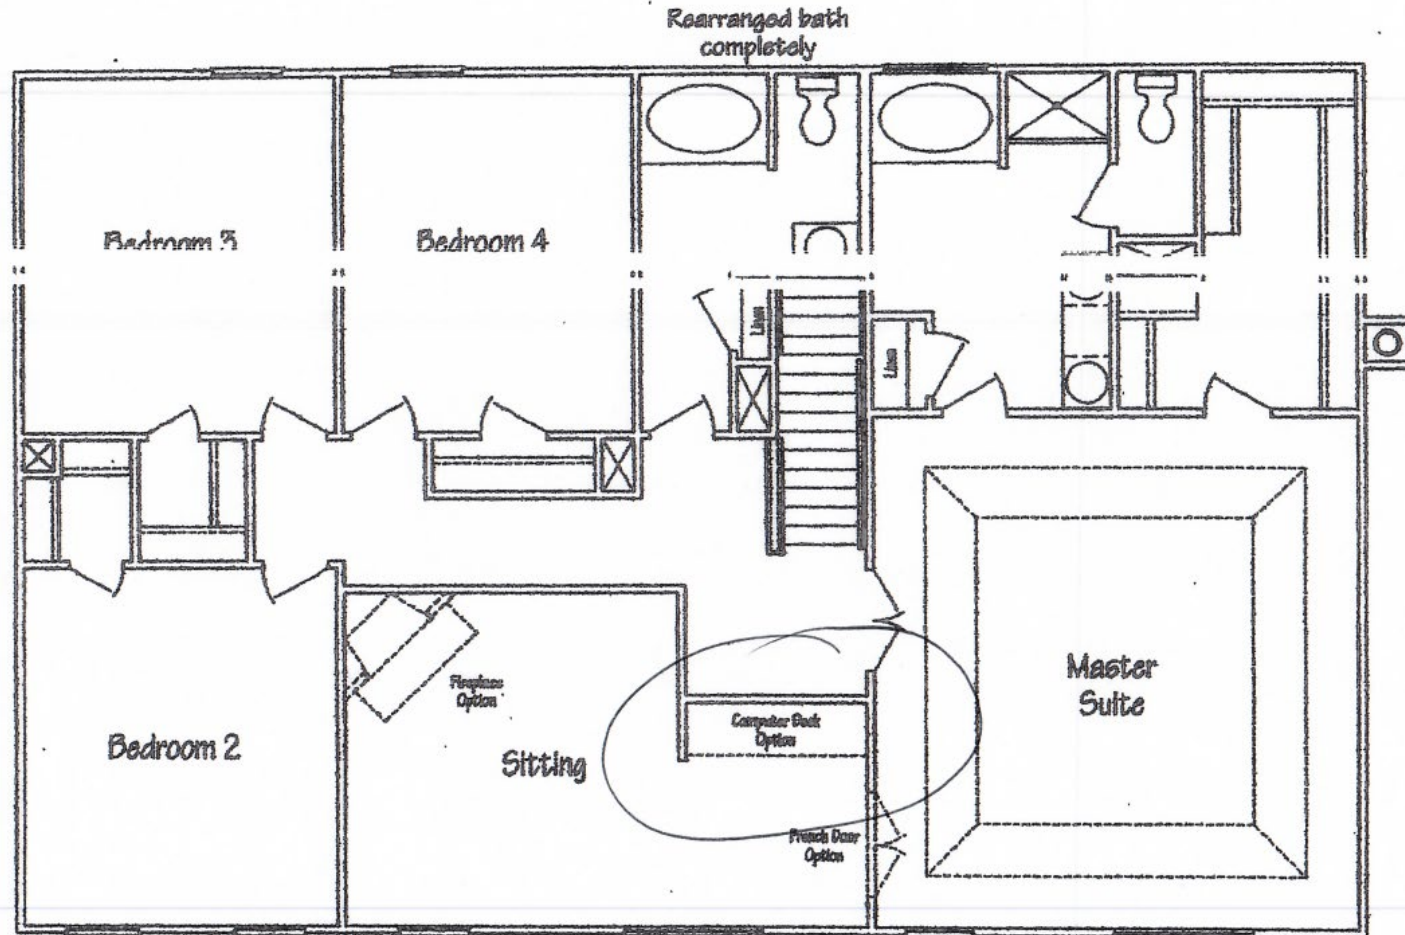 Rearranged bath
completely
Bedroom 3
Bedroom 4
Linen
Linen
Fireplace
Option
Computer Desk
Option
Master
Suite
Bedroom 2
Sitting
French Door
Option